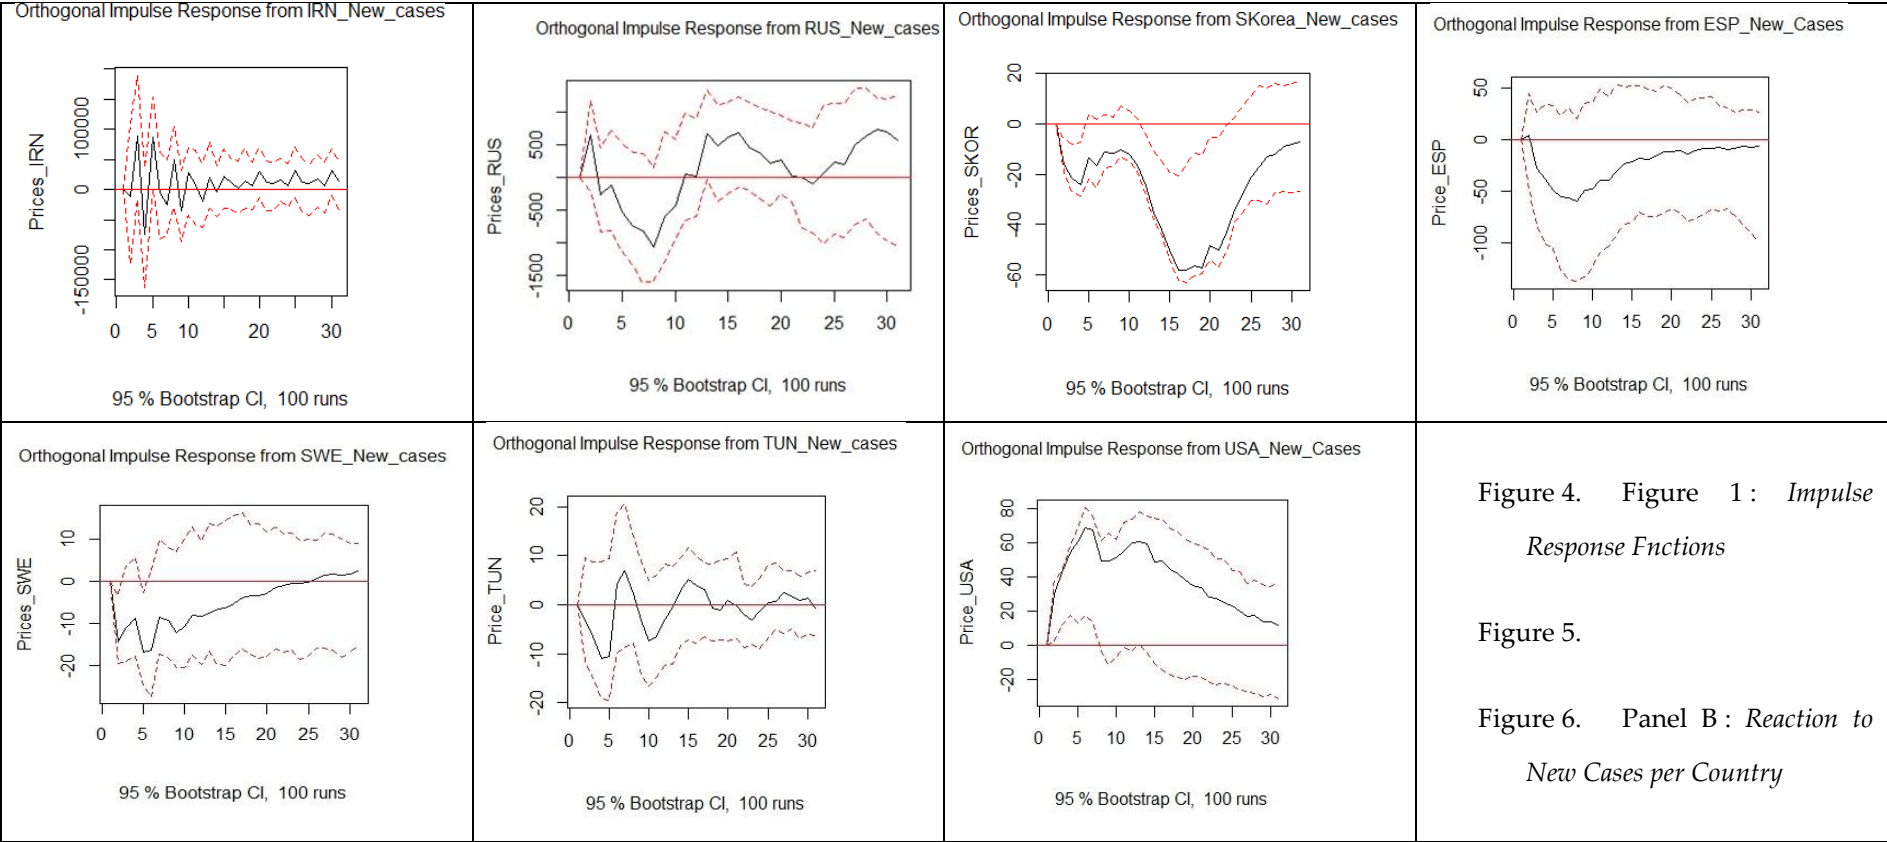 Orthogonal Impulse Response from IRN_New_cases
Prices_IRN
100000
0
-150000
0 5 10 20 30
95 % Bootstrap CI, 100 runs
Orthogonal Impulse Response from RUS_New_cases
Prices_RUS
500
-500
-1500
0 5 10 15 20 25 30
95 % Bootstrap CI, 100 runs
Orthogonal Impulse Response from SKorea_New_cases
Prices_SKOR
20
0
-20
-40
-60
0 5 10 15 20 25 30
95 % Bootstrap CI, 100 runs
Orthogonal Impulse Response from ESP_New_Cases
Price_ESP
50
0
-50
-100
0 5 10 15 20 25 30
95 % Bootstrap CI, 100 runs
Orthogonal Impulse Response from SWE_New_cases
Prices_SWE
10
0
-10
-20
0 5 10 15 20 25 30
95 % Bootstrap CI, 100 runs
Orthogonal Impulse Response from TUN_New_cases
Price_TUN
20
10
0
-10
-20
0 5 10 15 20 25 30
95 % Bootstrap CI, 100 runs
Orthogonal Impulse Response from USA_New_Cases
Price_USA
80
60
40
20
0
-20
0 5 10 15 20 25 30
95 % Bootstrap CI, 100 runs
Figure 4. Figure 1 : Impulse
Response Fnctions
Figure 5.
Figure 6. Panel B : Reaction to
New Cases per Country